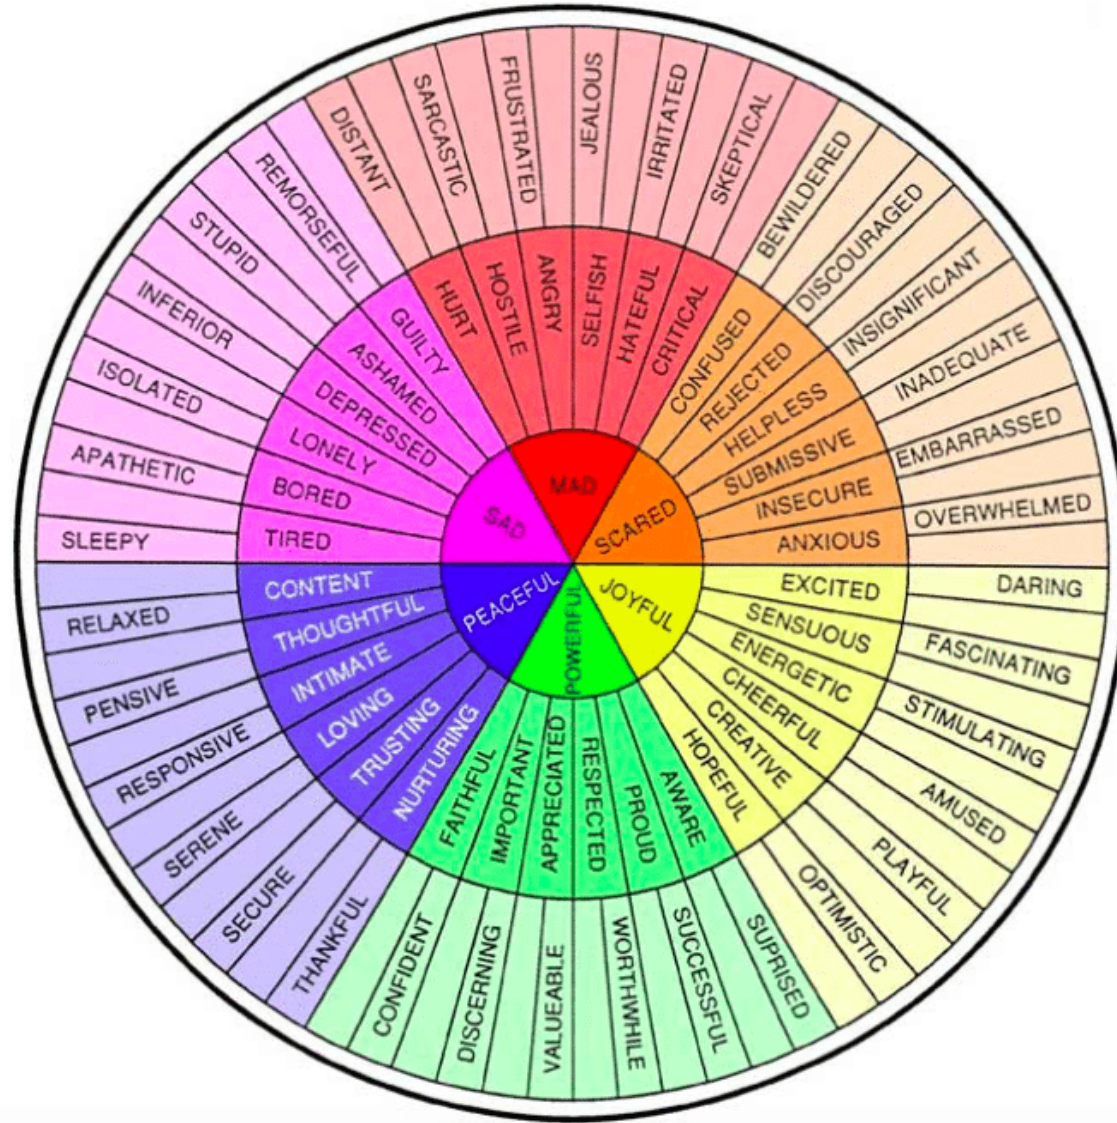 MAD
SCARED
JOYFUL
POWERFUL
PEACEFUL
SAD
HURT
HOSTILE
ANGRY
SELFISH
HATEFUL
CRITICAL
CONFUSED
REJECTED
HELPLESS
SUBMISSIVE
INSECURE
ANXIOUS
EXCITED
SENSUOUS
ENERGETIC
CHEERFUL
CREATIVE
HOPEFUL
AWARE
PROUD
RESPECTED
APPRECIATED
IMPORTANT
FAITHFUL
NURTURING
TRUSTING
LOVING
INTIMATE
THOUGHTFUL
CONTENT
TIRED
BORED
LONELY
DEPRESSED
ASHAMED
GUILTY
DISTANT
SARCASTIC
FRUSTRATED
JEALOUS
IRRITATED
SKEPTICAL
BEWILDERED
DISCOURAGED
INSIGNIFICANT
INADEQUATE
EMBARRASSED
OVERWHELMED
DARING
FASCINATING
STIMULATING
AMUSED
PLAYFUL
OPTIMISTIC
SUPRISED
SUCCESSFUL
WORTHWHILE
VALUEABLE
DISCERNING
CONFIDENT
THANKFUL
SECURE
SERENE
RESPONSIVE
PENSIVE
RELAXED
SLEEPY
APATHETIC
ISOLATED
INFERIOR
STUPID
REMORSEFUL